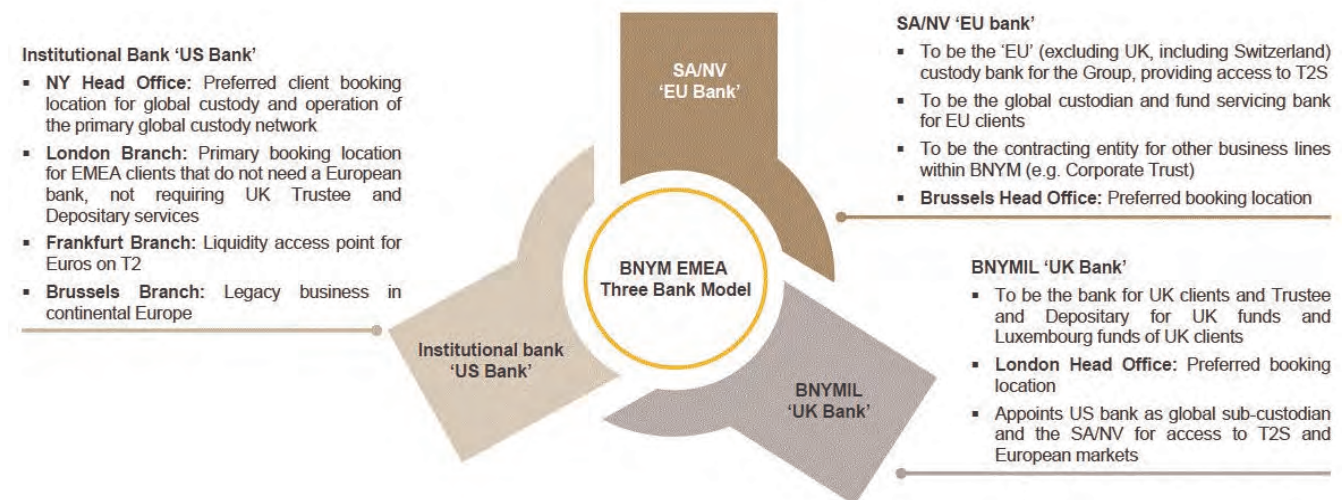 Institutional Bank ‘US Bank’
▪ NY Head Office: Preferred client booking
location for global custody and operation of
the primary global custody network
▪ London Branch: Primary booking location
for EMEA clients that do not need a European
bank, not requiring UK Trustee and
Depositary services
▪ Frankfurt Branch: Liquidity access point for
Euros on T2
▪ Brussels Branch: Legacy business in
continental Europe
SA/NV
‘EU Bank’
BNYM EMEA
Three Bank Model
Institutional bank
‘US Bank’
BNYMIL
‘UK Bank’
SA/NV ‘EU bank’
▪ To be the ‘EU’ (excluding UK, including Switzerland)
custody bank for the Group, providing access to T2S
▪ To be the global custodian and fund servicing bank
for EU clients
▪ To be the contracting entity for other business lines
within BNYM (e.g. Corporate Trust)
▪ Brussels Head Office: Preferred booking location
BNYMIL ‘UK Bank’
▪ To be the bank for UK clients and Trustee
and Depositary for UK funds and
Luxembourg funds of UK clients
▪ London Head Office: Preferred booking
location
▪ Appoints US bank as global sub-custodian
and the SA/NV for access to T2S and
European markets